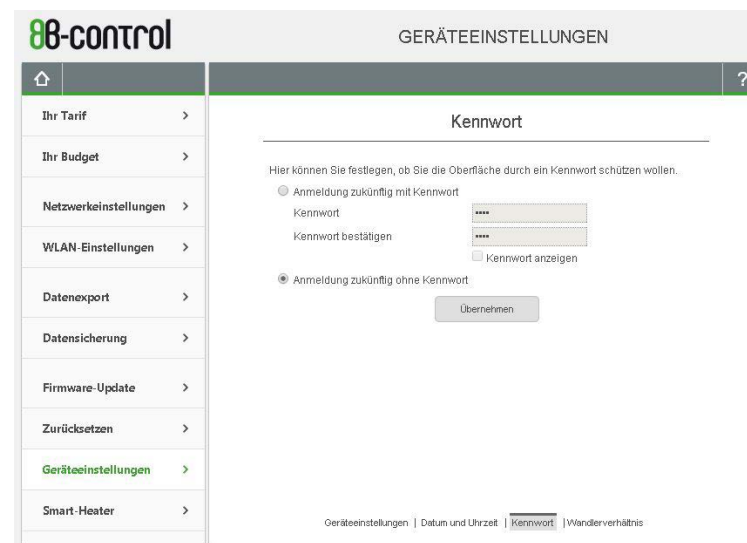 BB-control
GERÄTEEINSTELLUNGEN
?
Ihr Tarif >
Ihr Budget >
Netzwerkeinstellungen >
WLAN-Einstellungen >
Datenexport >
Datensicherung >
Firmware-Update >
Zurücksetzen >
Geräteeinstellungen >
Smart-Heater >
Kennwort
Hier können Sie festlegen, ob Sie die Oberfläche durch ein Kennwort schützen wollen.
Anmeldung zukünftig mit Kennwort
Kennwort ••••
Kennwort bestätigen ••••
Kennwort anzeigen
Anmeldung zukünftig ohne Kennwort
Übernehmen
Geräteeinstellungen | Datum und Uhrzeit | Kennwort | Wandlerverhältnis